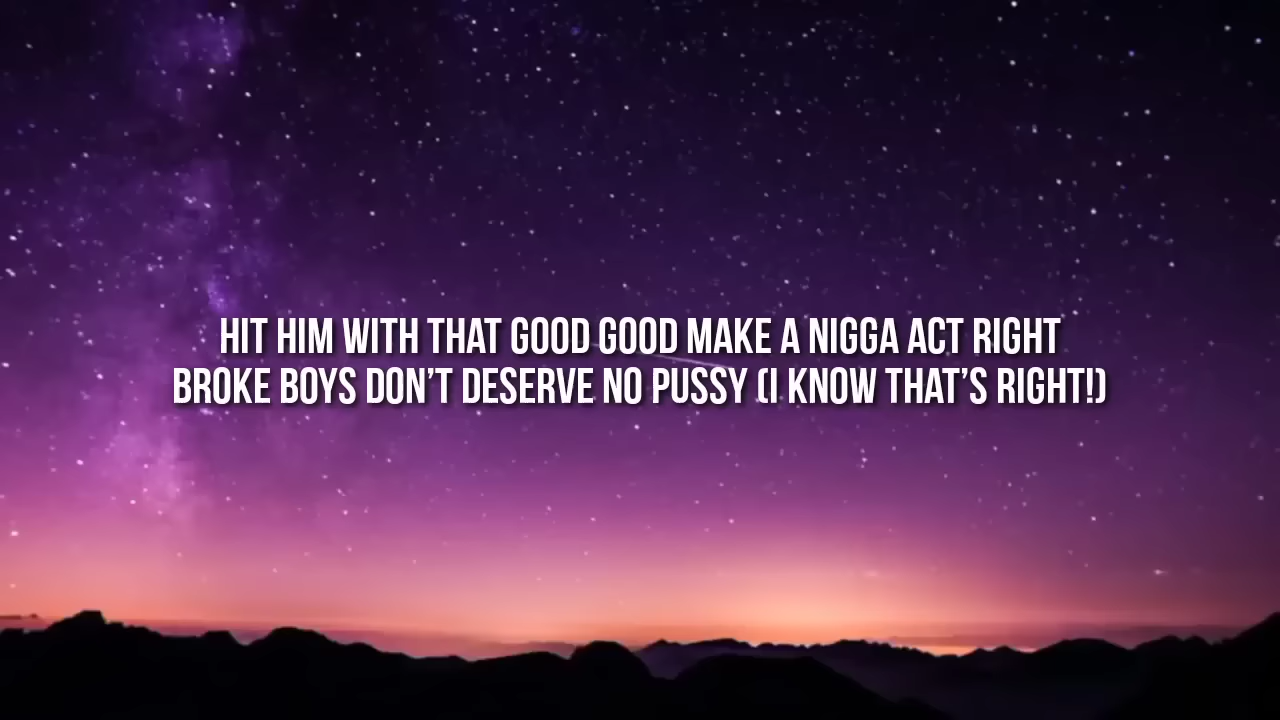 HIT HIM WITH THAT GOOD GOOD MAKE A NIGGA ACT RIGHT
BROKE BOYS DON’T DESERVE NO PUSSY (I KNOW THAT’S RIGHT!)